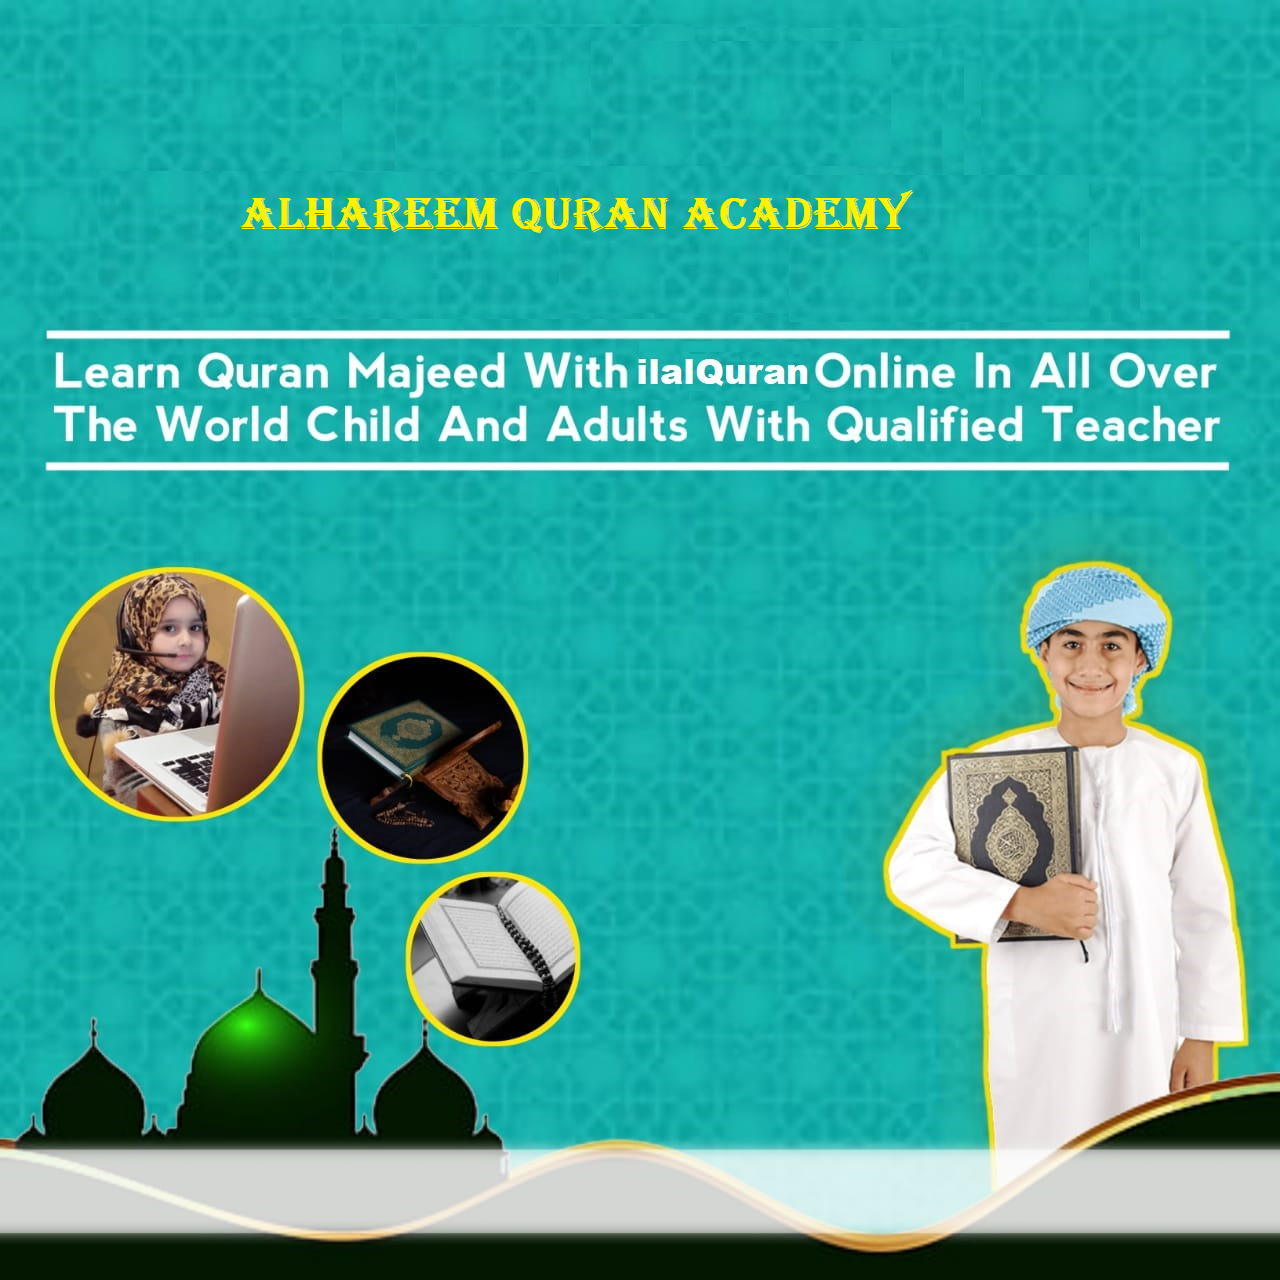 ALHAREEM QURAN ACADEMY
Learn Quran Majeed With ilalQuran Online In All Over
The World Child And Adults With Qualified Teacher